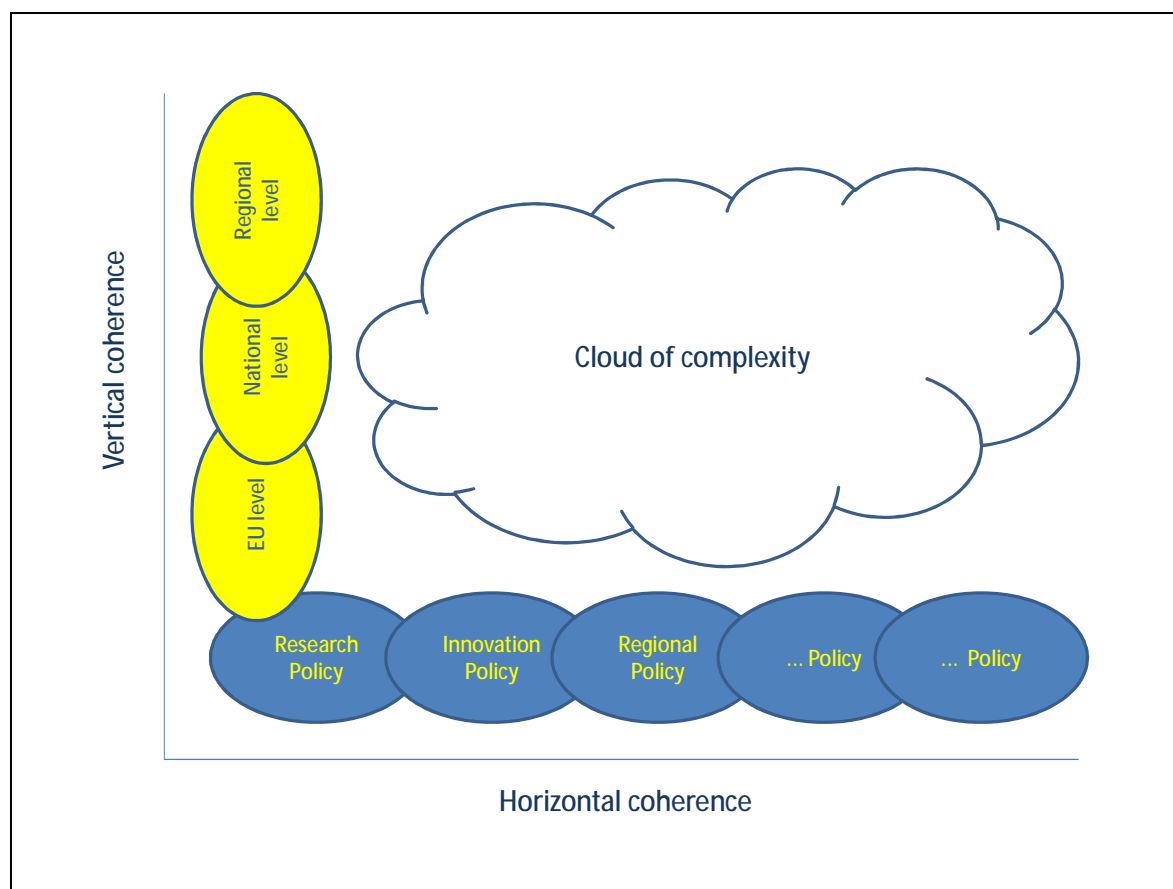 Vertical coherence
Regional
level
National
level
EU level
Cloud of complexity
Research
Policy
Innovation
Policy
Regional
Policy
... Policy
... Policy
Horizontal coherence